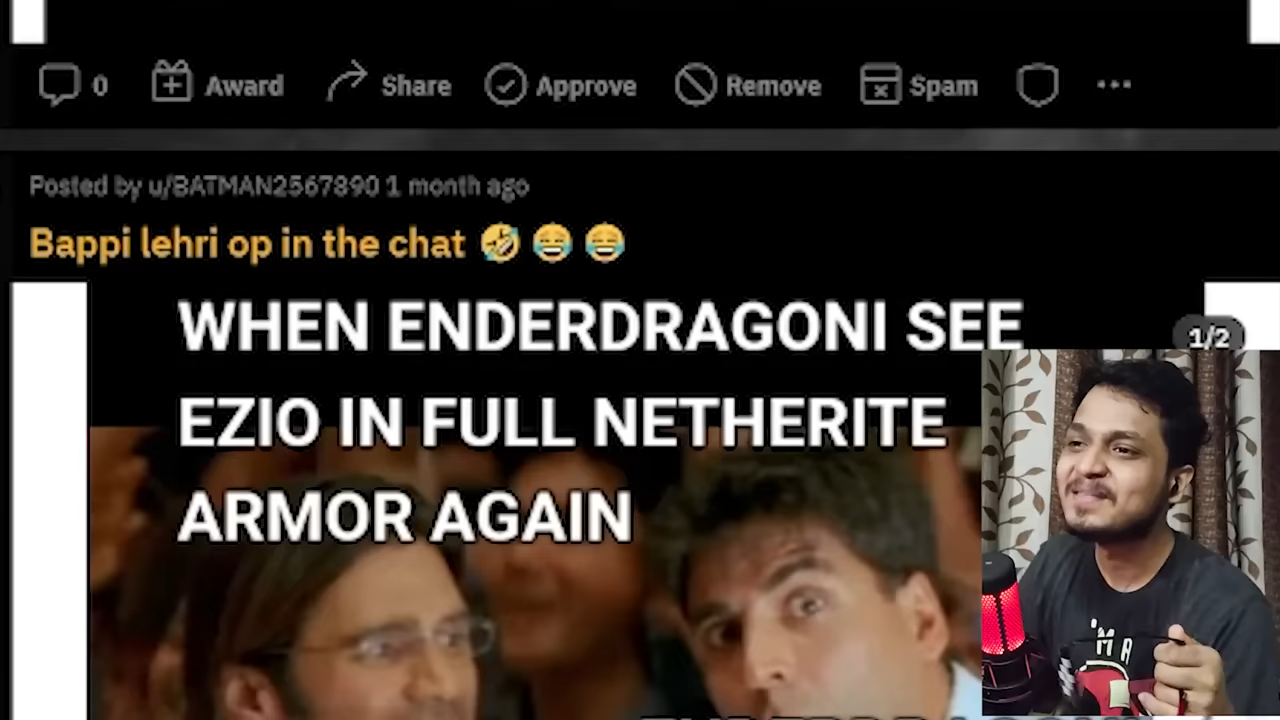 0 Award Share Approve Remove Spam
Posted by u/BATMAN2567890 1 month ago
Bappi lehri op in the chat 🤣 😂 😂
WHEN ENDERDRAGONI SEE
1/2
EZIO IN FULL NETHERITE
ARMOR AGAIN
I'M A